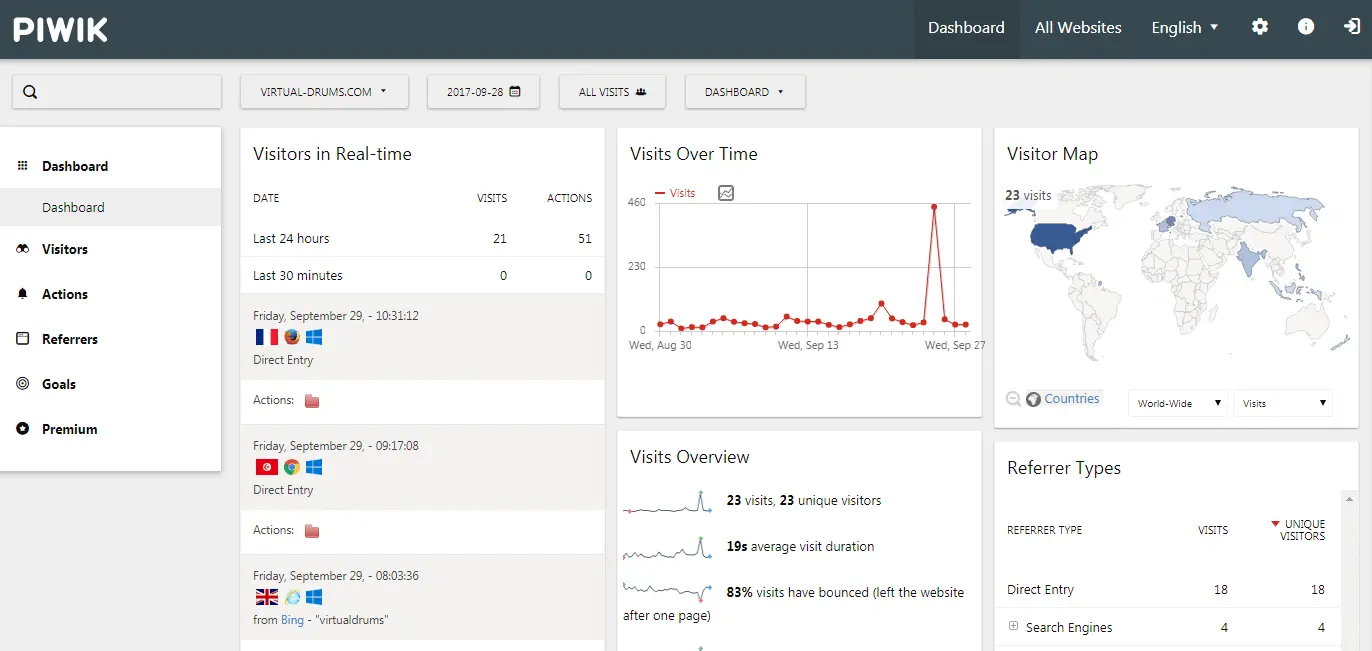 PIWIK
Dashboard
All Websites
English
VIRTUAL-DRUMS.COM
2017-09-28
ALL VISITS
DASHBOARD
Dashboard
Dashboard
Visitors
Actions
Referrers
Goals
Premium
Visitors in Real-time
DATE VISITS ACTIONS
Last 24 hours 21 51
Last 30 minutes 0 0
Friday, September 29, - 10:31:12
Direct Entry
Actions:
Friday, September 29, - 09:17:08
Direct Entry
Actions:
Friday, September 29, - 08:03:36
from Bing - "virtualdrums"
Visits Over Time
Visits
460
230
0
Wed, Aug 30 Wed, Sep 13 Wed, Sep 27
Visits Overview
23 visits, 23 unique visitors
19s average visit duration
83% visits have bounced (left the website
after one page)
Visitor Map
23 visits
Countries
World-Wide
Visits
Referrer Types
REFERRER TYPE VISITS UNIQUE
VISITORS
Direct Entry 18 18
Search Engines 4 4